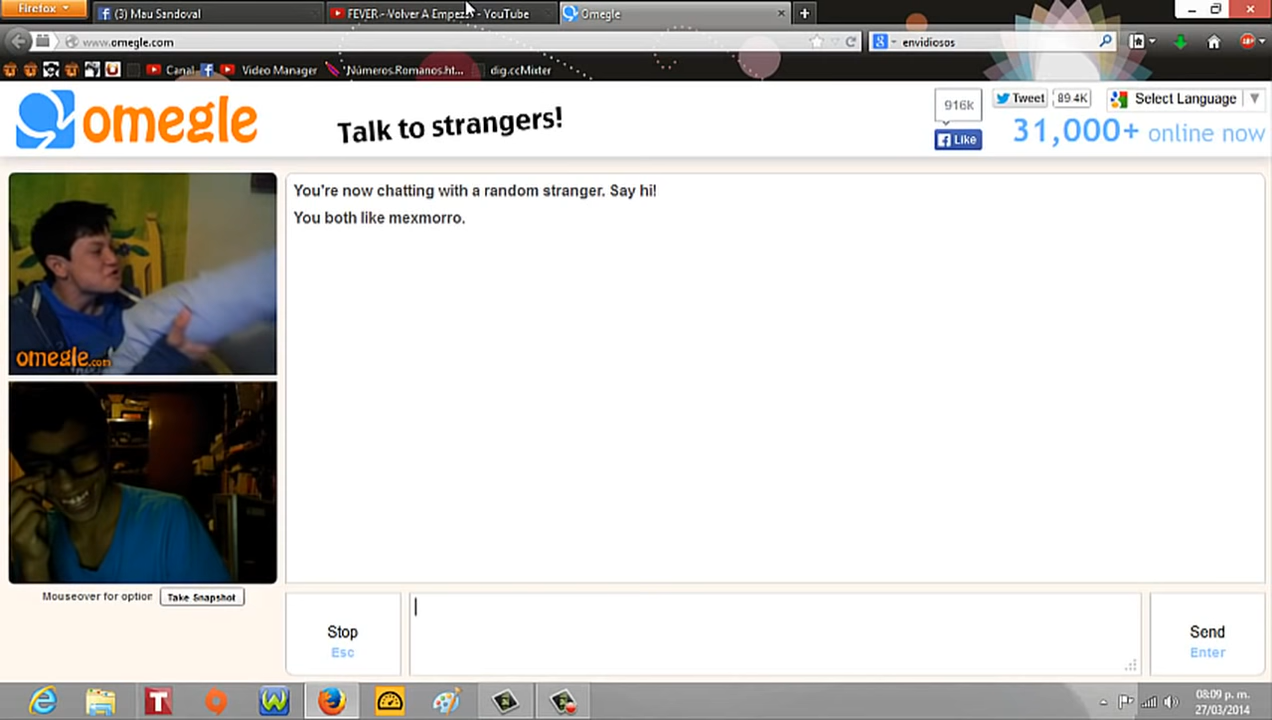 Firefox
(3) Mau Sandoval
FEVER - Volver A Empezar - YouTube
Omegle
www.omegle.com
envidiosos
Canal
Video Manager
',Números.Romanos.ht...
dig.ccMixter
omegle
Talk to strangers!
916k
Like
Tweet
89.4K
Select Language
31,000+ online now
You're now chatting with a random stranger. Say hi!
You both like mexmorro.
omegle.com
Mouseover for option
Take Snapshot
Stop
Esc
Send
Enter
08:09 p. m.
27/03/2014